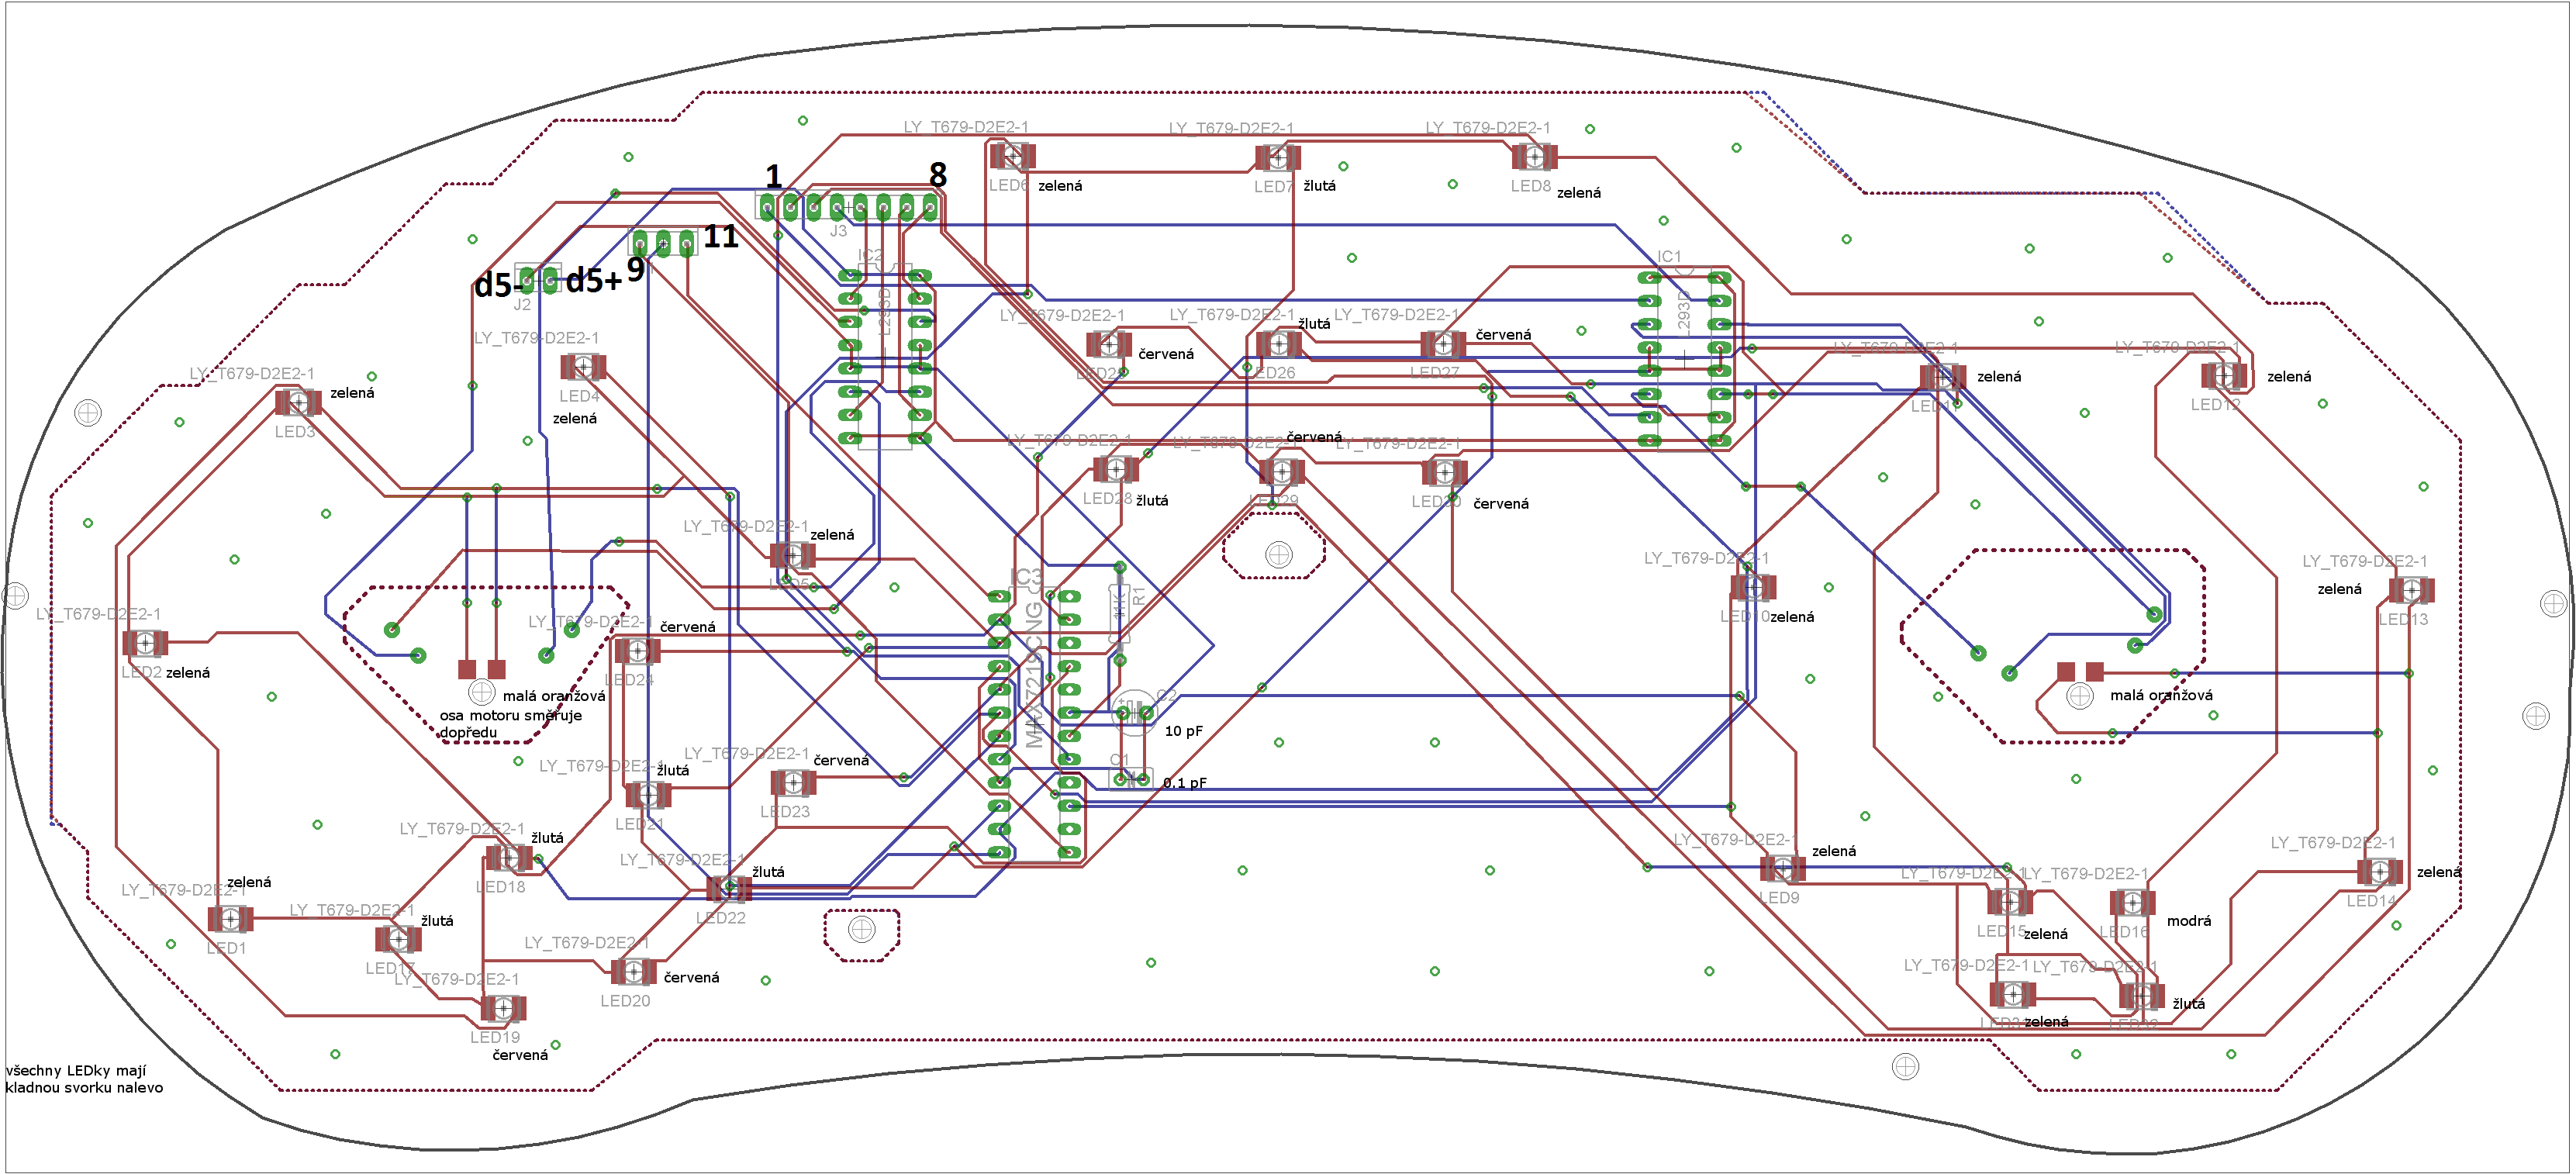 LY_T679-D2E2-1
LY_T679-D2E2-1
LY_T679-D2E2-1
1
8
LED6
zelená
LED7
žlutá
LED8
zelená
J3
11
9
d5-
d5+
J2
IC2
L293D
IC1
L293D
LY_T679-D2E2-1
LY_T679-D2E2-1
LY_T679-D2E2-1
žlutá
LY_T679-D2E2-1
červená
červená
LED26
LED27
LY_T679-D2E2-1
LY_T679-D2E2-1
LED4
zelená
LY_T679-D2E2-1
zelená
LED3
LED11
zelená
LED12
zelená
LY_T679-D2E2-1
LY_T679-D2E2-1
červená
LY_T679-D2E2-1
LED28
žlutá
LED29
červená
LY_T679-D2E2-1
zelená
LED5
LY_T679-D2E2-1
LED10
zelená
LY_T679-D2E2-1
zelená
LED13
LY_T679-D2E2-1
LED2
zelená
LY_T679-D2E2-1
červená
LED24
IC3
MAX7219CNG
11K
R1
malá oranžová
osa motoru směřuje
dopředu
malá oranžová
C2
10 pF
C1
0.1 pF
LY_T679-D2E2-1
žlutá
LED21
LY_T679-D2E2-1
červená
LED23
LY_T679-D2E2-1
žlutá
LED18
LY_T679-D2E2-1
žlutá
LED22
LY_T679-D2E2-1
zelená
LED9
LY_T679-D2E2-1
zelená
LED14
LY_T679-D2E2-1
zelená
LED1
LY_T679-D2E2-1
žlutá
LED17
LY_T679-D2E2-1
LED15
zelená
LY_T679-D2E2-1
LED16
modrá
LY_T679-D2E2-1
LED20
červená
LY_T679-D2E2-1
LED19
červená
LY_T679-D2E2-1
zelená
LY_T679-D2E2-1
žlutá
všechny LEDky mají
kladnou svorku nalevo